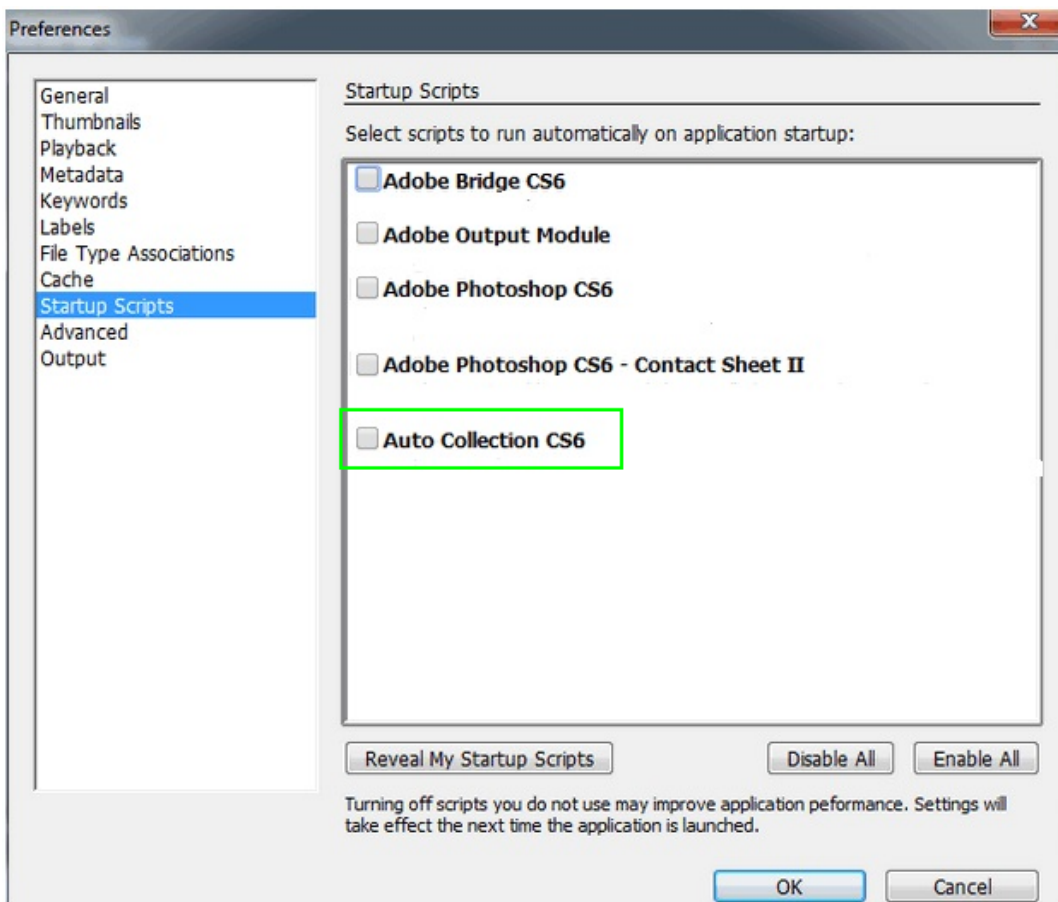 Preferences
General
Thumbnails
Playback
Metadata
Keywords
Labels
File Type Associations
Cache
Startup Scripts
Advanced
Output
Startup Scripts
Select scripts to run automatically on application startup:
Adobe Bridge CS6
Adobe Output Module
Adobe Photoshop CS6
Adobe Photoshop CS6 - Contact Sheet II
Auto Collection CS6
Reveal My Startup Scripts
Disable All
Enable All
Turning off scripts you do not use may improve application peformance. Settings will
take effect the next time the application is launched.
OK
Cancel